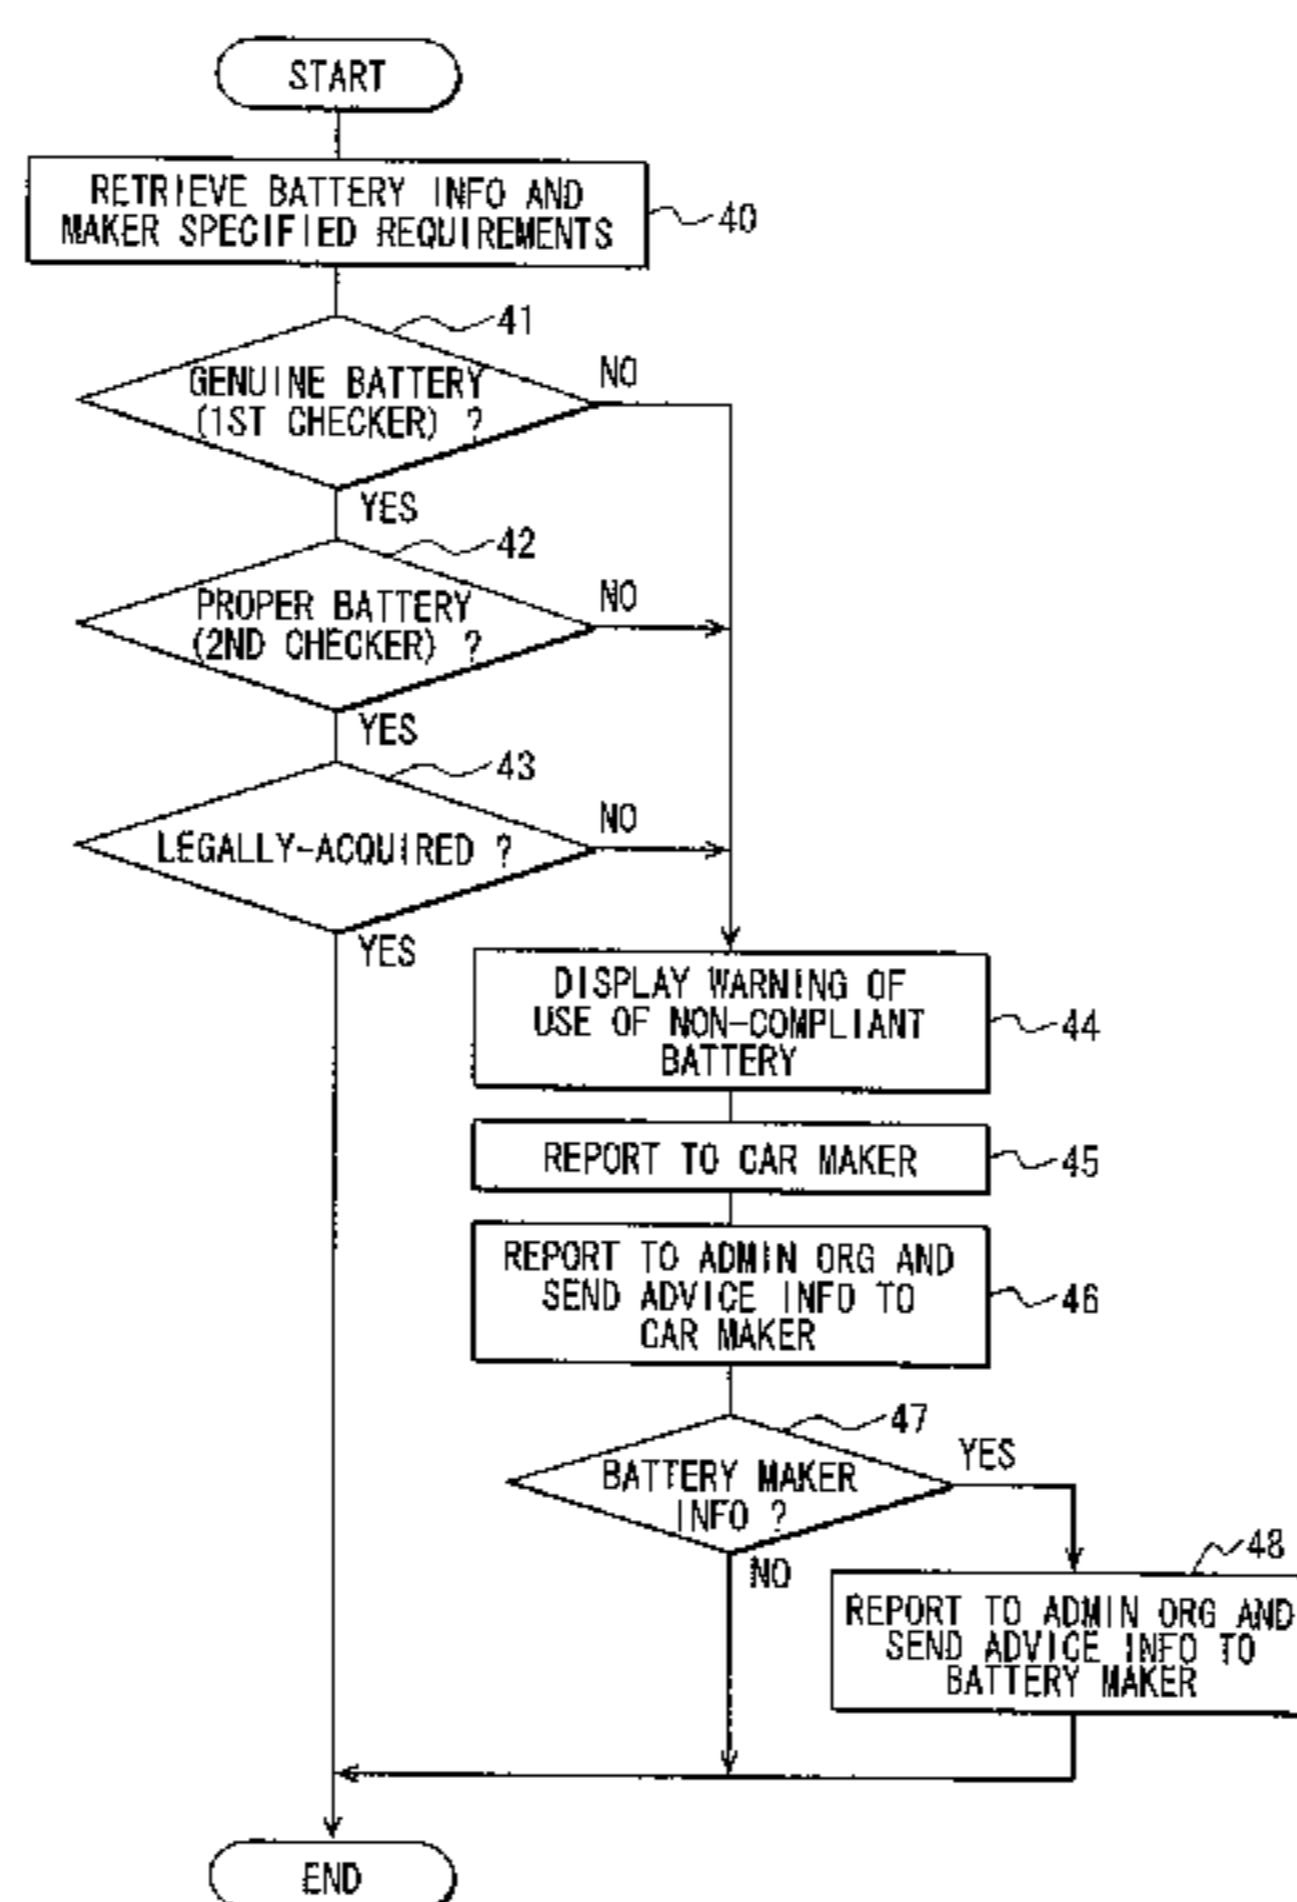 START
RETRIEVE BATTERY INFO AND
MAKER SPECIFIED REQUIREMENTS
40
41
GENUINE BATTERY
(1ST CHECKER) ?
NO
YES
42
PROPER BATTERY
(2ND CHECKER) ?
NO
YES
43
LEGALLY-ACQUIRED ?
NO
YES
DISPLAY WARNING OF
USE OF NON-COMPLIANT
BATTERY
44
REPORT TO CAR MAKER
45
REPORT TO ADMIN ORG AND
SEND ADVICE INFO TO
CAR MAKER
46
47
BATTERY MAKER
INFO ?
YES
NO
48
REPORT TO ADMIN ORG AND
SEND ADVICE INFO TO
BATTERY MAKER
END